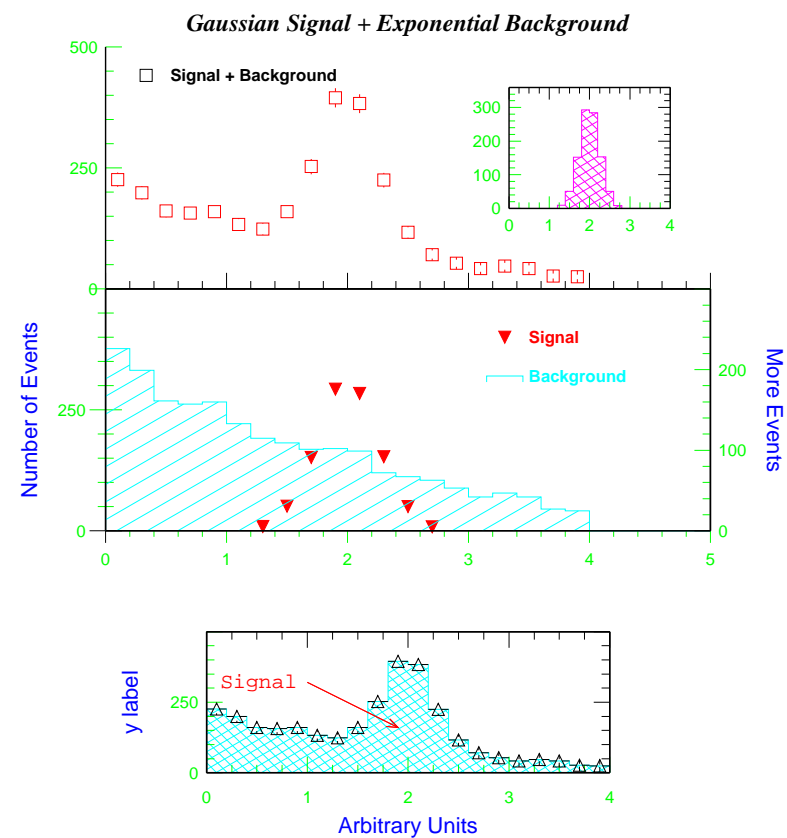 Gaussian Signal + Exponential Background
500
Signal + Background
250
0
300
200
100
0
0 1 2 3 4
Number of Events
250
0
Signal
Background
200
100
0
More Events
0 1 2 3 4 5
y label
250
0
Signal
0 1 2 3 4
Arbitrary Units